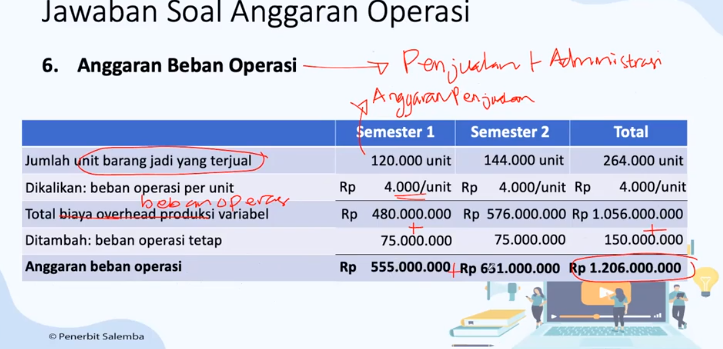 Jawaban Soal Anggaran Operasi
6. Anggaran Beban Operasi → Penjualan + Administrasi
Anggaran Penjualan
Semester 1 Semester 2 Total
Jumlah unit barang jadi yang terjual 120.000 unit 144.000 unit 264.000 unit
Dikalikan: beban operasi per unit Rp 4.000/unit Rp 4.000/unit Rp 4.000/unit
beban operasi
Total biaya overhead produksi variabel Rp 480.000.000 Rp 576.000.000 Rp 1.056.000.000
+ +
Ditambah: beban operasi tetap 75.000.000 75.000.000 150.000.000
Anggaran beban operasi Rp 555.000.000 + Rp 651.000.000 Rp 1.206.000.000
© Penerbit Salemba